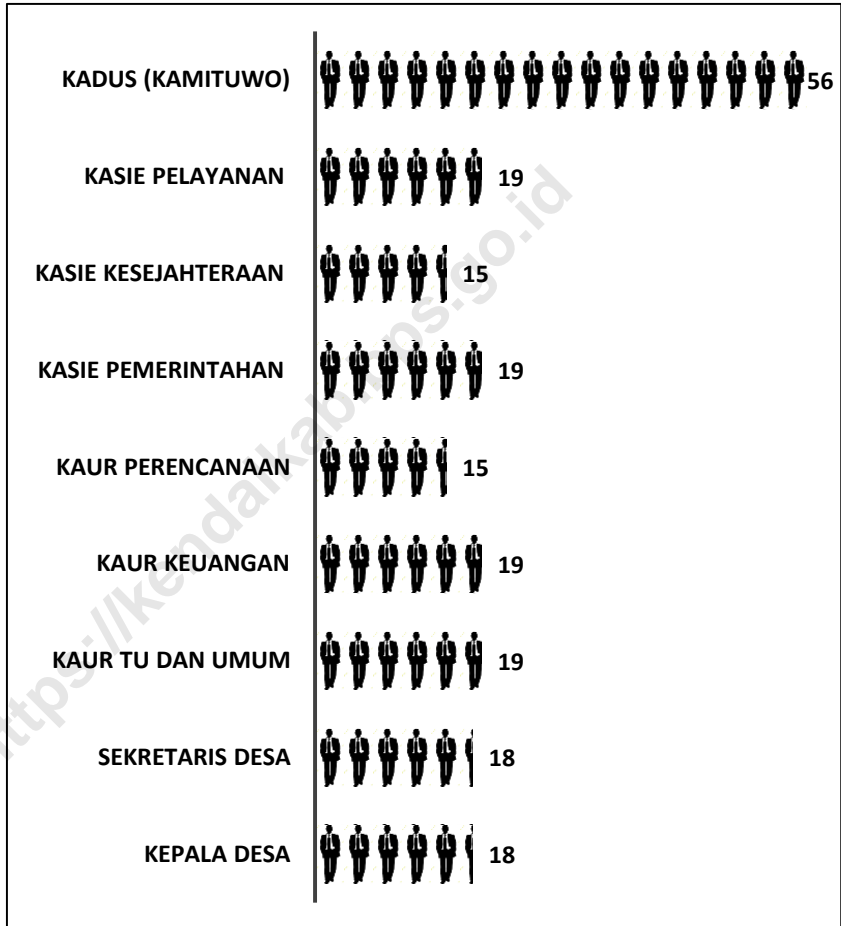 KADUS (KAMITUWO) 56
KASIE PELAYANAN 19
KASIE KESEJAHTERAAN 15
KASIE PEMERINTAHAN 19
KAUR PERENCANAAN 15
KAUR KEUANGAN 19
KAUR TU DAN UMUM 19
SEKRETARIS DESA 18
KEPALA DESA 18
https://kendalkab.bps.go.id